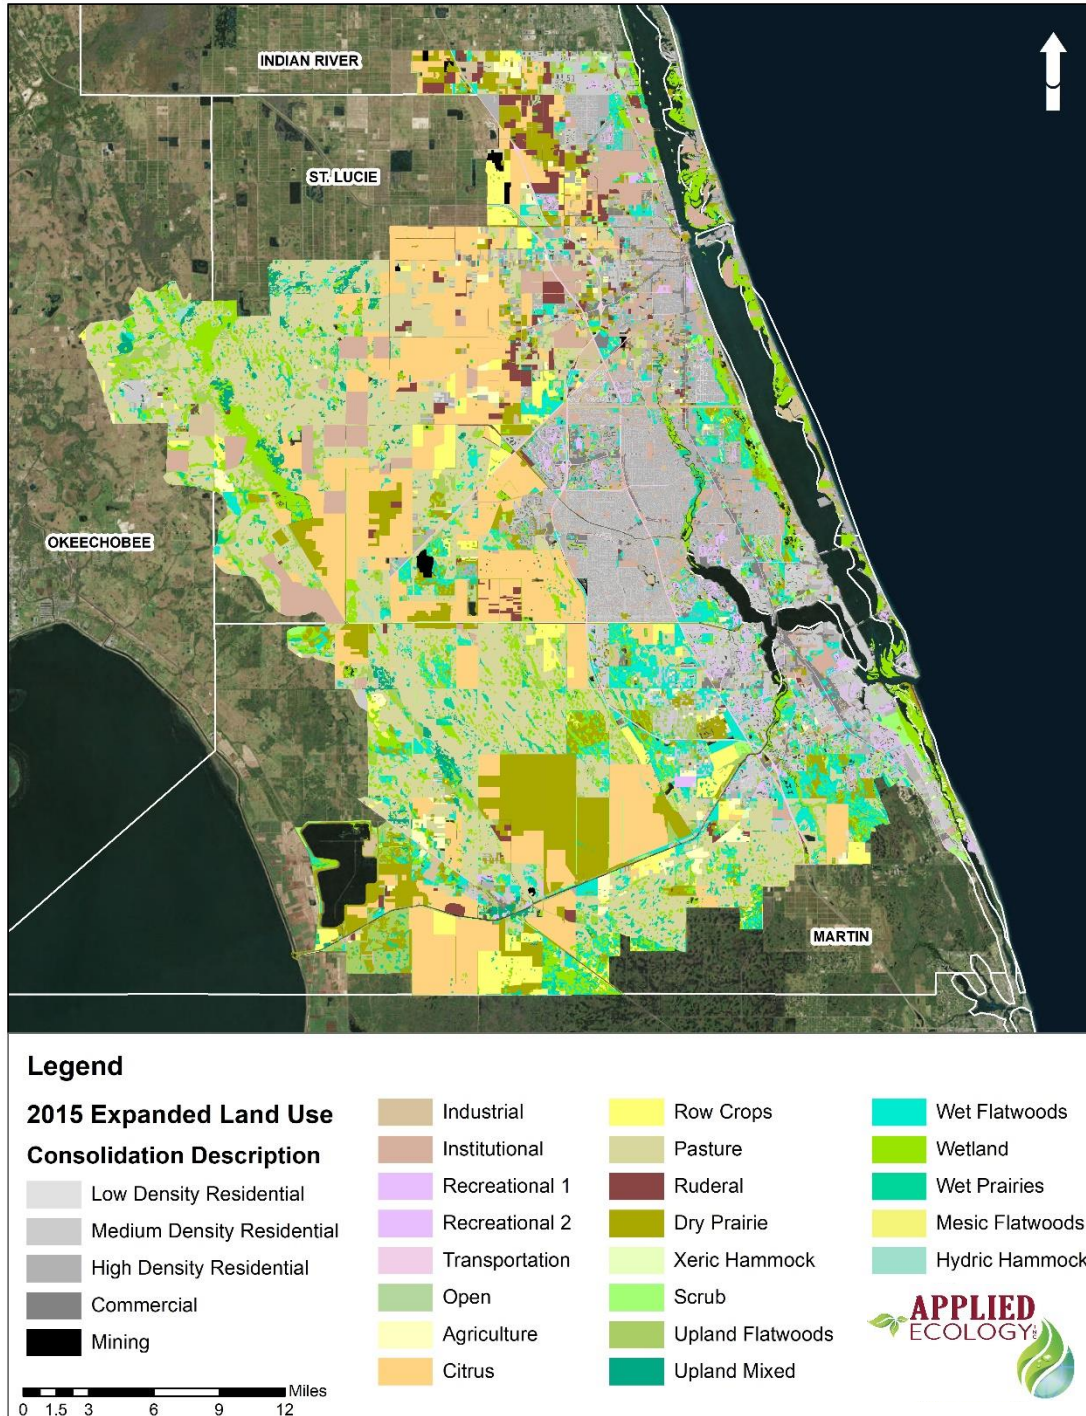 INDIAN RIVER
ST. LUCIE
OKEECHOBEE
MARTIN
Legend
2015 Expanded Land Use
Consolidation Description
Low Density Residential
Medium Density Residential
High Density Residential
Commercial
Mining
Industrial
Institutional
Recreational 1
Recreational 2
Transportation
Open
Agriculture
Citrus
Row Crops
Pasture
Ruderal
Dry Prairie
Xeric Hammock
Scrub
Upland Flatwoods
Upland Mixed
Wet Flatwoods
Wetland
Wet Prairies
Mesic Flatwoods
Hydric Hammock
Miles
0 1.5 3 6 9 12
APPLIED
ECOLOGY INC